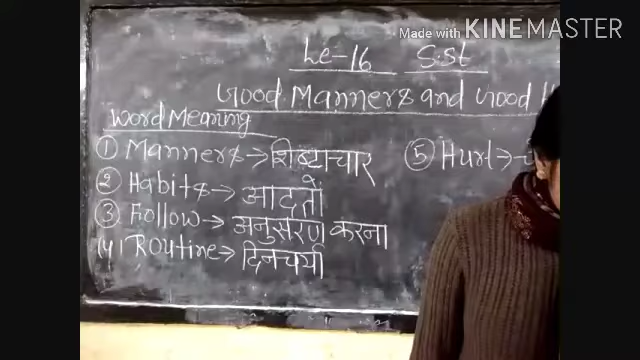 Made with KINEMASTER
Le-16 S.St
Good Manners and Good
Word Meaning
① Manners → शिष्टाचार
② Habits → आदतों
③ Follow → अनुसरण करना
(4) Routine → दिनचर्या
⑤ Hurt →